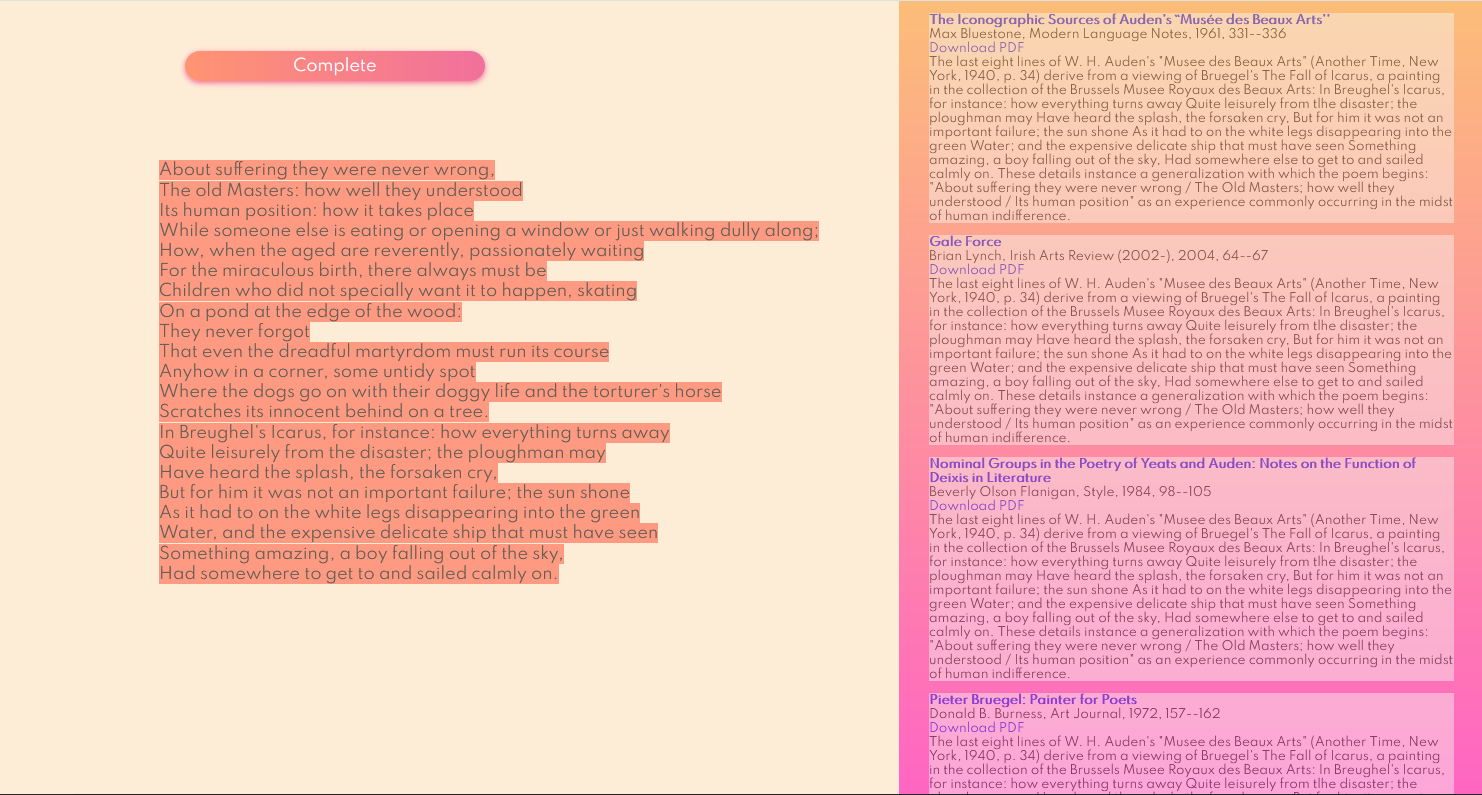 Complete
About suffering they were never wrong,
The old Masters: how well they understood
Its human position: how it takes place
While someone else is eating or opening a window or just walking dully along;
How, when the aged are reverently, passionately waiting
For the miraculous birth, there always must be
Children who did not specially want it to happen, skating
On a pond at the edge of the wood:
They never forgot
That even the dreadful martyrdom must run its course
Anyhow in a corner, some untidy spot
Where the dogs go on with their doggy life and the torturer's horse
Scratches its innocent behind on a tree.
In Breughel's Icarus, for instance: how everything turns away
Quite leisurely from the disaster; the ploughman may
Have heard the splash, the forsaken cry,
But for him it was not an important failure; the sun shone
As it had to on the white legs disappearing into the green
Water, and the expensive delicate ship that must have seen
Something amazing, a boy falling out of the sky,
Had somewhere to get to and sailed calmly on.
The Iconographic Sources of Auden's “Musée des Beaux Arts''
Max Bluestone, Modern Language Notes, 1961, 331--336
Download PDF
The last eight lines of W. H. Auden's "Musee des Beaux Arts" (Another Time, New
York, 1940, p. 34) derive from a viewing of Bruegel's The Fall of Icarus, a painting
in the collection of the Brussels Musee Royaux des Beaux Arts: In Breughel's Icarus,
for instance: how everything turns away Quite leisurely from tlhe disaster; the
ploughman may Have heard the splash, the forsaken cry, But for him it was not an
important failure; the sun shone As it had to on the white legs disappearing into the
green Water; and the expensive delicate ship that must have seen Something
amazing, a boy falling out of the sky, Had somewhere else to get to and sailed
calmly on. These details instance a generalization with which the poem begins:
"About suffering they were never wrong / The Old Masters; how well they
understood / Its human position" as an experience commonly occurring in the midst
of human indifference.
Gale Force
Brian Lynch, Irish Arts Review (2002-), 2004, 64--67
Download PDF
The last eight lines of W. H. Auden's "Musee des Beaux Arts" (Another Time, New
York, 1940, p. 34) derive from a viewing of Bruegel's The Fall of Icarus, a painting
in the collection of the Brussels Musee Royaux des Beaux Arts: In Breughel's Icarus,
for instance: how everything turns away Quite leisurely from tlhe disaster; the
ploughman may Have heard the splash, the forsaken cry, But for him it was not an
important failure; the sun shone As it had to on the white legs disappearing into the
green Water; and the expensive delicate ship that must have seen Something
amazing, a boy falling out of the sky, Had somewhere else to get to and sailed
calmly on. These details instance a generalization with which the poem begins:
"About suffering they were never wrong / The Old Masters; how well they
understood / Its human position" as an experience commonly occurring in the midst
of human indifference.
Nominal Groups in the Poetry of Yeats and Auden: Notes on the Function of
Deixis in Literature
Beverly Olson Flanigan, Style, 1984, 98--105
Download PDF
The last eight lines of W. H. Auden's "Musee des Beaux Arts" (Another Time, New
York, 1940, p. 34) derive from a viewing of Bruegel's The Fall of Icarus, a painting
in the collection of the Brussels Musee Royaux des Beaux Arts: In Breughel's Icarus,
for instance: how everything turns away Quite leisurely from tlhe disaster; the
ploughman may Have heard the splash, the forsaken cry, But for him it was not an
important failure; the sun shone As it had to on the white legs disappearing into the
green Water; and the expensive delicate ship that must have seen Something
amazing, a boy falling out of the sky, Had somewhere else to get to and sailed
calmly on. These details instance a generalization with which the poem begins:
"About suffering they were never wrong / The Old Masters; how well they
understood / Its human position" as an experience commonly occurring in the midst
of human indifference.
Pieter Bruegel: Painter for Poets
Donald B. Burness, Art Journal, 1972, 157--162
Download PDF
The last eight lines of W. H. Auden's "Musee des Beaux Arts" (Another Time, New
York, 1940, p. 34) derive from a viewing of Bruegel's The Fall of Icarus, a painting
in the collection of the Brussels Musee Royaux des Beaux Arts: In Breughel's Icarus,
for instance: how everything turns away Quite leisurely from tlhe disaster; the